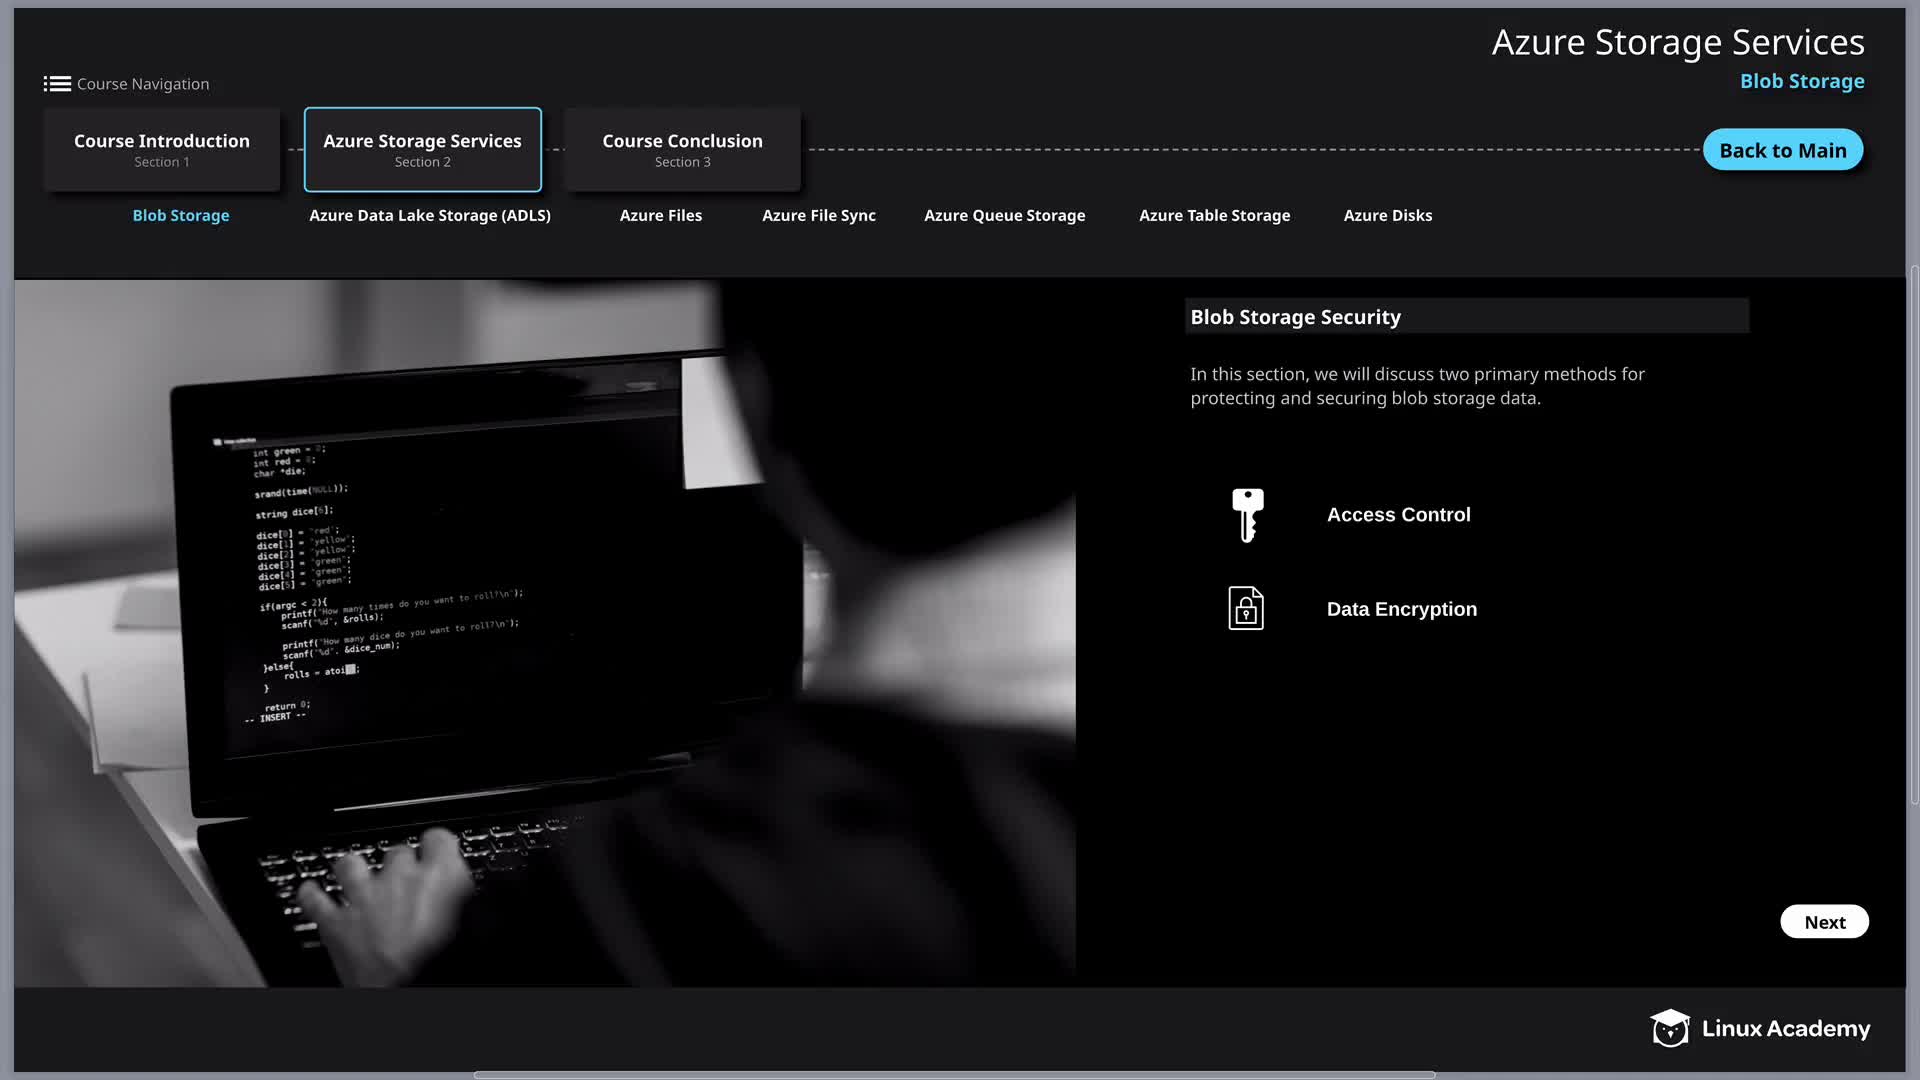 Azure Storage Services
Blob Storage
Course Navigation
Course Introduction
Section 1
Azure Storage Services
Section 2
Course Conclusion
Section 3
Back to Main
Blob Storage
Azure Data Lake Storage (ADLS)
Azure Files
Azure File Sync
Azure Queue Storage
Azure Table Storage
Azure Disks
int green = 0;
int red = 0;
char *die;
srand(time(NULL));
string dice[6];
dice[0] = "red";
dice[1] = "yellow";
dice[2] = "yellow";
dice[3] = "green";
dice[4] = "green";
dice[5] = "green";
if(argc < 2){
printf("How many times do you want to roll?\n");
scanf("%d", &rolls);
printf("How many dice do you want to roll?\n");
scanf("%d", &dice_num);
}else{
rolls = atoi
}
return 0;
-- INSERT --
Blob Storage Security
In this section, we will discuss two primary methods for
protecting and securing blob storage data.
Access Control
Data Encryption
Next
Linux Academy